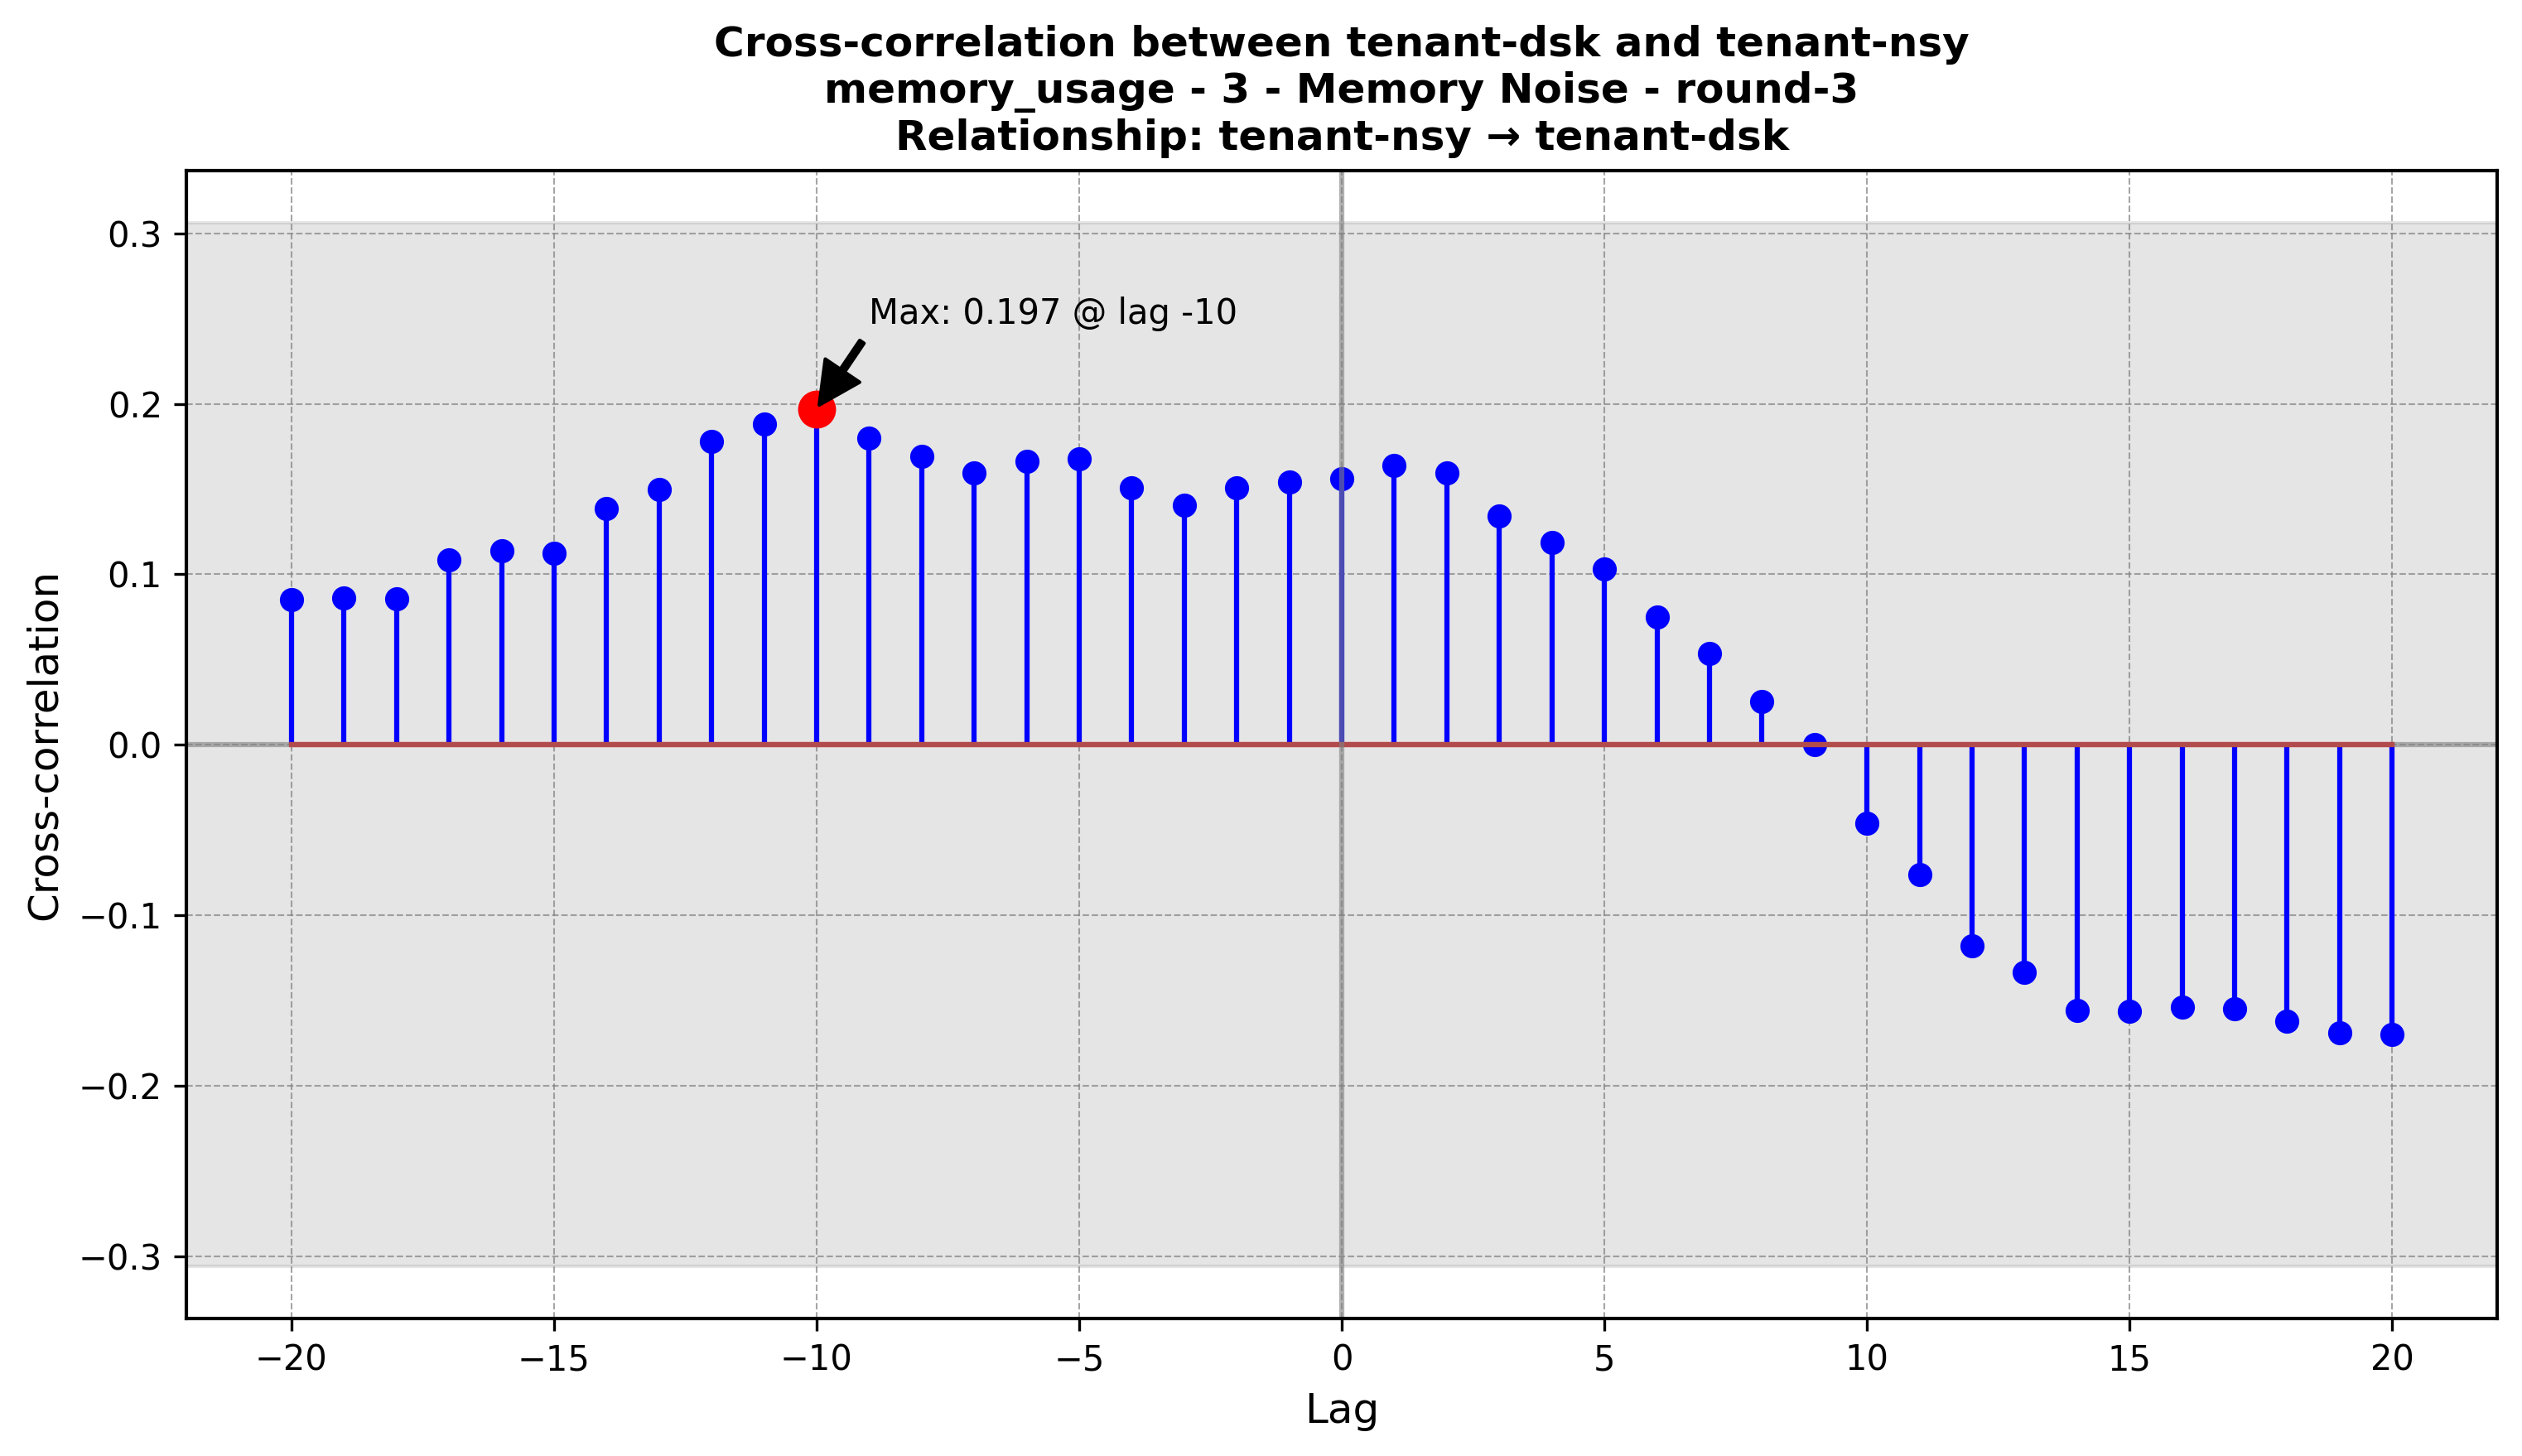 Cross-correlation between tenant-dsk and tenant-nsy
memory_usage - 3 - Memory Noise - round-3
Relationship: tenant-nsy → tenant-dsk
0.3
Max: 0.197 @ lag -10
0.2
0.1
0.0
−0.1
−0.2
−0.3
Cross-correlation
−20 −15 −10 −5 0 5 10 15 20
Lag